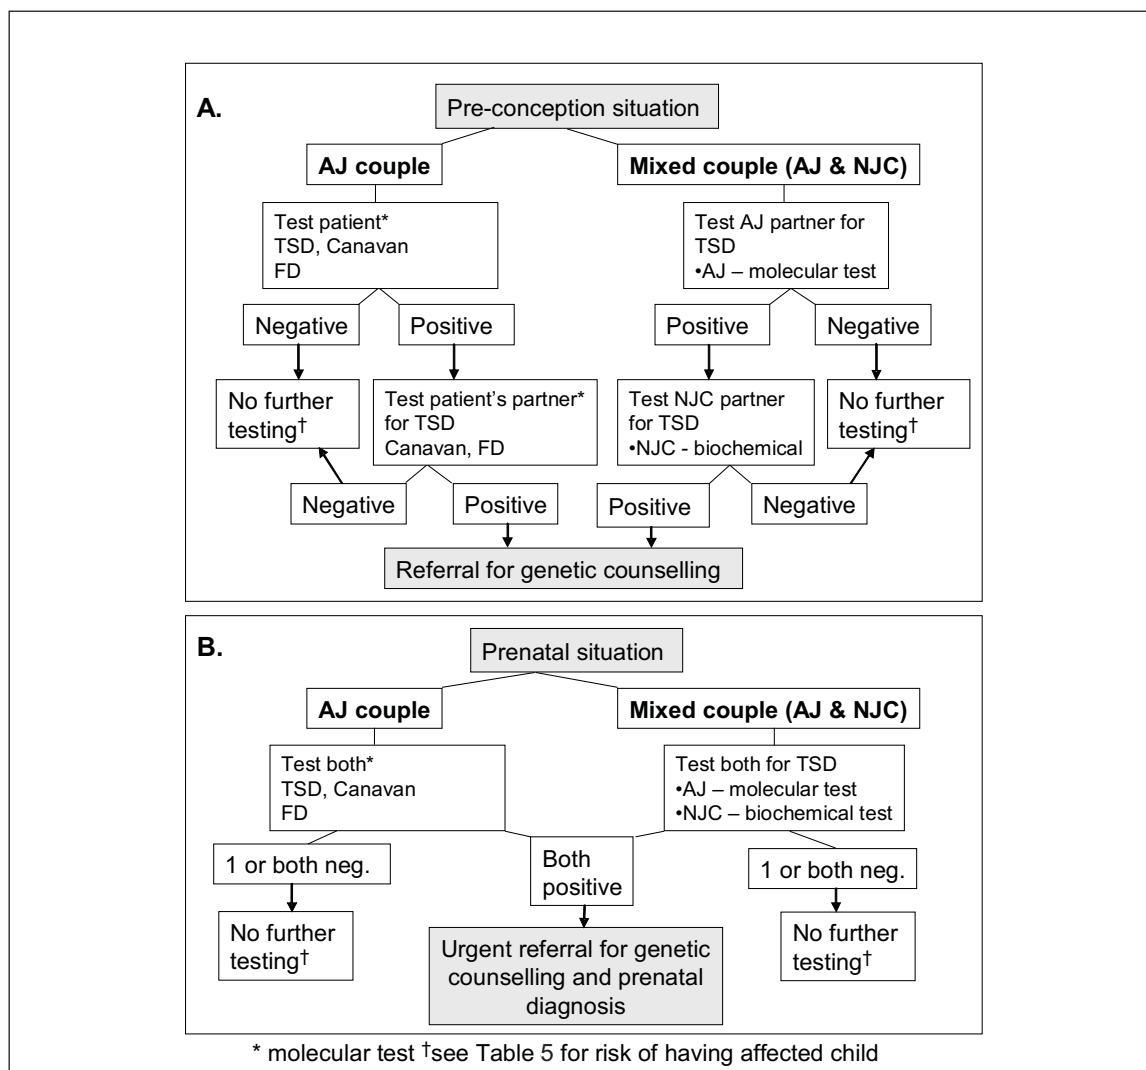 A.
Pre-conception situation
AJ couple
Mixed couple (AJ & NJC)
Test patient*
TSD, Canavan
FD
Test AJ partner for
TSD
•AJ – molecular test
Negative
Positive
Positive
Negative
No further
testing†
Test patient's partner*
for TSD
Canavan, FD
Test NJC partner
for TSD
•NJC - biochemical
No further
testing†
Negative
Positive
Positive
Negative
Referral for genetic counselling
B.
Prenatal situation
AJ couple
Mixed couple (AJ & NJC)
Test both*
TSD, Canavan
FD
Test both for TSD
•AJ – molecular test
•NJC – biochemical test
1 or both neg.
Both
positive
1 or both neg.
No further
testing†
Urgent referral for genetic
counselling and prenatal
diagnosis
No further
testing†
* molecular test †see Table 5 for risk of having affected child